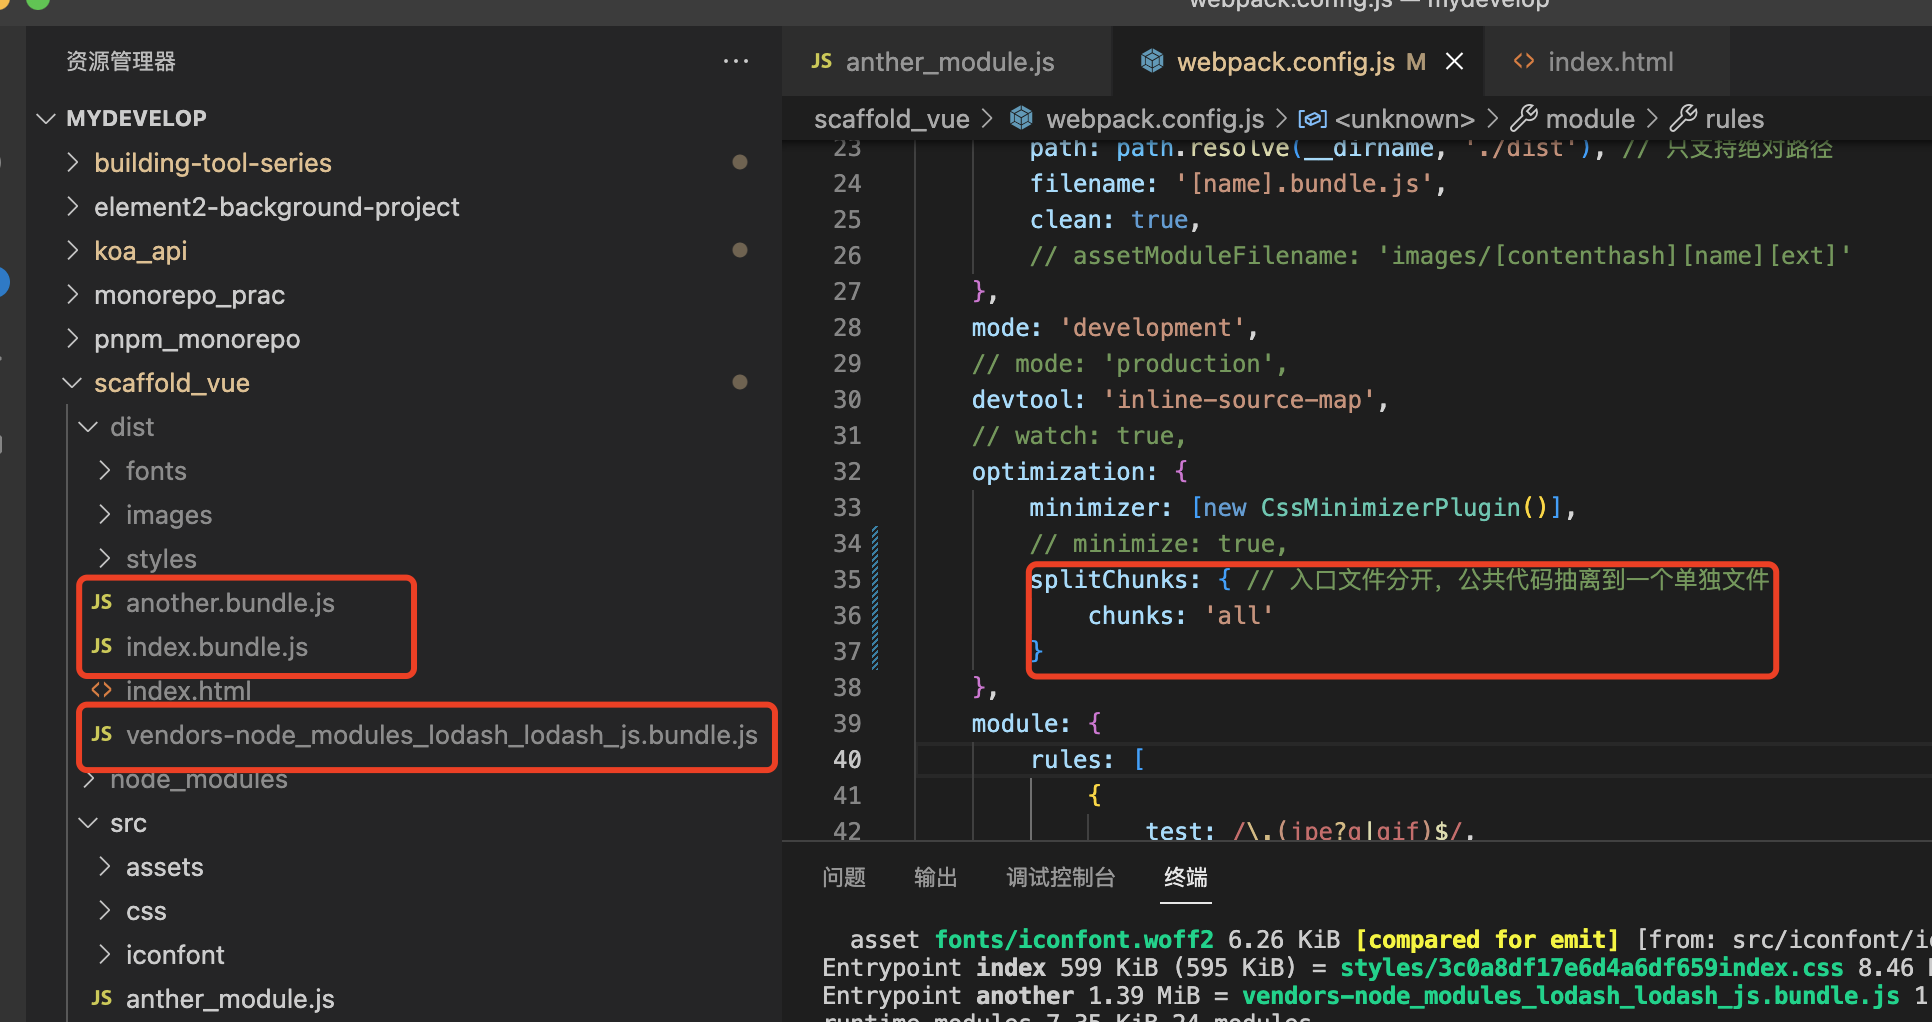 webpack.config.js — mydevelop
资源管理器
MYDEVELOP
building-tool-series
element2-background-project
koa_api
monorepo_prac
pnpm_monorepo
scaffold_vue
dist
fonts
images
styles
JS another.bundle.js
JS index.bundle.js
<> index.html
JS vendors-node_modules_lodash_lodash_js.bundle.js
node_modules
src
assets
css
iconfont
JS anther_module.js
JS anther_module.js
webpack.config.js M
<> index.html
scaffold_vue > webpack.config.js > <unknown> > module > rules
23 path: path.resolve(__dirname, './dist'), // 只支持绝对路径
24 filename: '[name].bundle.js',
25 clean: true,
26 // assetModuleFilename: 'images/[contenthash][name][ext]'
27 },
28 mode: 'development',
29 // mode: 'production',
30 devtool: 'inline-source-map',
31 // watch: true,
32 optimization: {
33 minimizer: [new CssMinimizerPlugin()],
34 // minimize: true,
35 splitChunks: { // 入口文件分开，公共代码抽离到一个单独文件
36 chunks: 'all'
37 }
38 },
39 module: {
40 rules: [
41 {
42 test: /\.(jpe?g|gif)$/,
问题 输出 调试控制台 终端
asset fonts/iconfont.woff2 6.26 KiB [compared for emit] [from: src/iconfont/ic
Entrypoint index 599 KiB (595 KiB) = styles/3c0a8df17e6d4a6df659index.css 8.46
Entrypoint another 1.39 MiB = vendors-node_modules_lodash_lodash_js.bundle.js 1
runtime modules 7.35 KiB 24 modules